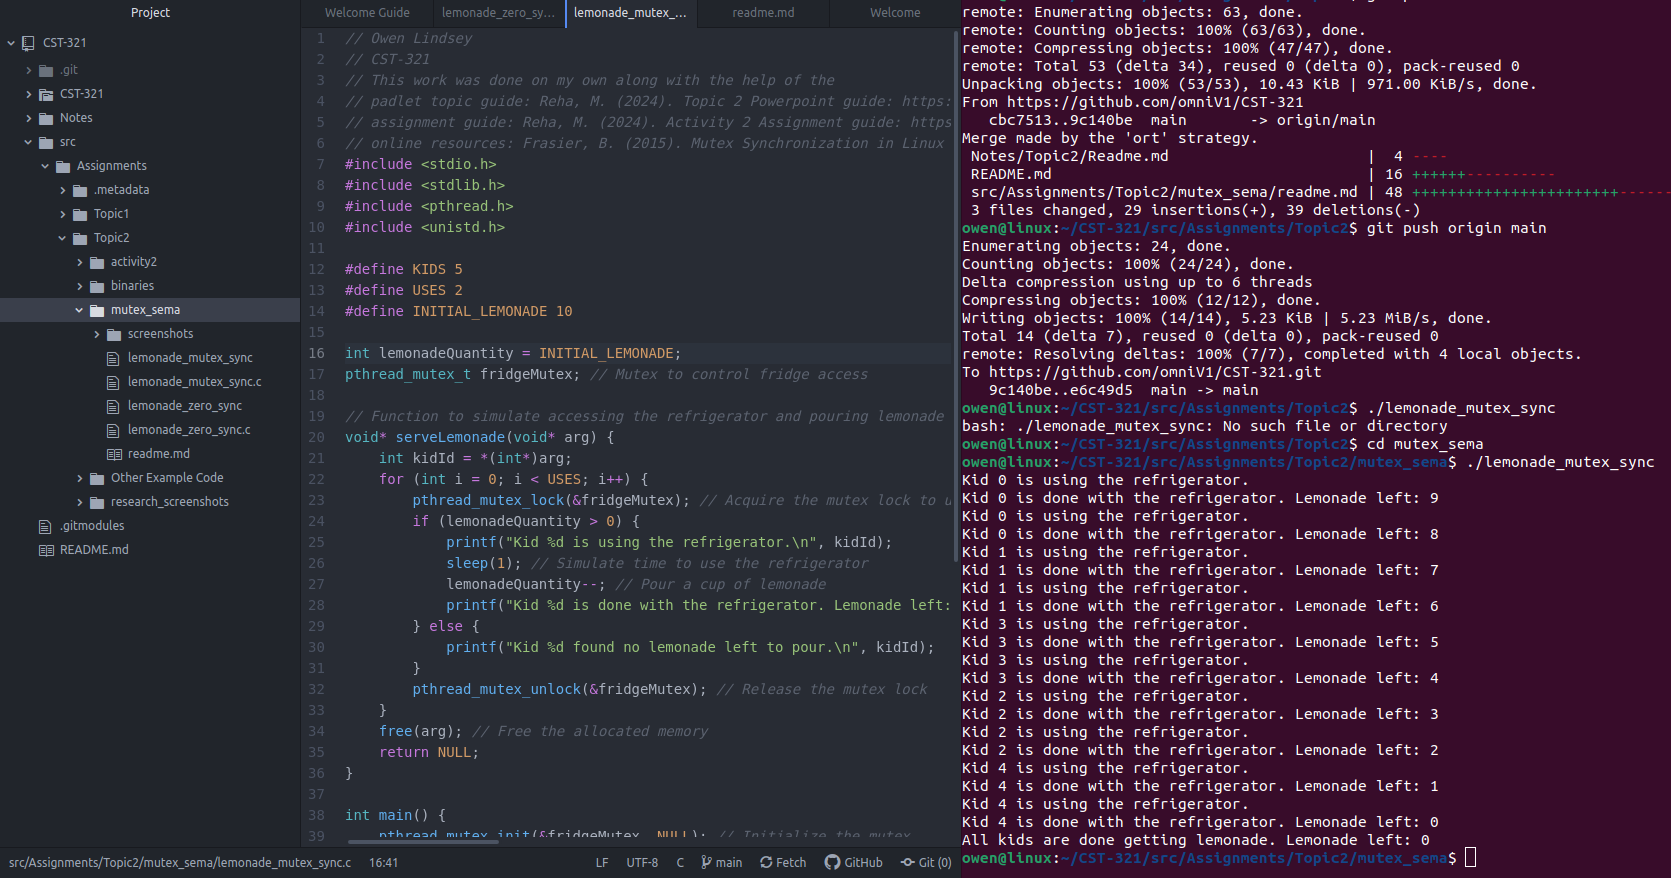 Project
CST-321
.git
CST-321
Notes
src
Assignments
.metadata
Topic1
Topic2
activity2
binaries
mutex_sema
screenshots
lemonade_mutex_sync
lemonade_mutex_sync.c
lemonade_zero_sync
lemonade_zero_sync.c
readme.md
Other Example Code
research_screenshots
.gitmodules
README.md
Welcome Guide
lemonade_zero_sy...
lemonade_mutex_...
readme.md
Welcome
1 // Owen Lindsey
2 // CST-321
3 // This work was done on my own along with the help of the
4 // padlet topic guide: Reha, M. (2024). Topic 2 Powerpoint guide: https:
5 // assignment guide: Reha, M. (2024). Activity 2 Assignment guide: https
6 // online resources: Frasier, B. (2015). Mutex Synchronization in Linux
7 #include <stdio.h>
8 #include <stdlib.h>
9 #include <pthread.h>
10 #include <unistd.h>
11
12 #define KIDS 5
13 #define USES 2
14 #define INITIAL_LEMONADE 10
15
16 int lemonadeQuantity = INITIAL_LEMONADE;
17 pthread_mutex_t fridgeMutex; // Mutex to control fridge access
18
19 // Function to simulate accessing the refrigerator and pouring lemonade
20 void* serveLemonade(void* arg) {
21     int kidId = *(int*)arg;
22     for (int i = 0; i < USES; i++) {
23         pthread_mutex_lock(&fridgeMutex); // Acquire the mutex lock to u
24         if (lemonadeQuantity > 0) {
25             printf("Kid %d is using the refrigerator.\n", kidId);
26             sleep(1); // Simulate time to use the refrigerator
27             lemonadeQuantity--; // Pour a cup of lemonade
28             printf("Kid %d is done with the refrigerator. Lemonade left:
29         } else {
30             printf("Kid %d found no lemonade left to pour.\n", kidId);
31         }
32         pthread_mutex_unlock(&fridgeMutex); // Release the mutex lock
33     }
34     free(arg); // Free the allocated memory
35     return NULL;
36 }
37
38 int main() {
39     pthread_mutex_init(&fridgeMutex, NULL); // Initialize the mutex
src/Assignments/Topic2/mutex_sema/lemonade_mutex_sync.c 16:41 LF UTF-8 C main Fetch GitHub Git (0)
remote: Enumerating objects: 63, done.
remote: Counting objects: 100% (63/63), done.
remote: Compressing objects: 100% (47/47), done.
remote: Total 53 (delta 34), reused 0 (delta 0), pack-reused 0
Unpacking objects: 100% (53/53), 10.43 KiB | 971.00 KiB/s, done.
From https://github.com/omniV1/CST-321
   cbc7513..9c140be  main       -> origin/main
Merge made by the 'ort' strategy.
 Notes/Topic2/Readme.md                        |  4 ----
 README.md                                     | 16 ++++++----------
 src/Assignments/Topic2/mutex_sema/readme.md | 48 ++++++++++++++++++++++++------
 3 files changed, 29 insertions(+), 39 deletions(-)
owen@linux:~/CST-321/src/Assignments/Topic2$ git push origin main
Enumerating objects: 24, done.
Counting objects: 100% (24/24), done.
Delta compression using up to 6 threads
Compressing objects: 100% (12/12), done.
Writing objects: 100% (14/14), 5.23 KiB | 5.23 MiB/s, done.
Total 14 (delta 7), reused 0 (delta 0), pack-reused 0
remote: Resolving deltas: 100% (7/7), completed with 4 local objects.
To https://github.com/omniV1/CST-321.git
   9c140be..e6c49d5  main -> main
owen@linux:~/CST-321/src/Assignments/Topic2$ ./lemonade_mutex_sync
bash: ./lemonade_mutex_sync: No such file or directory
owen@linux:~/CST-321/src/Assignments/Topic2$ cd mutex_sema
owen@linux:~/CST-321/src/Assignments/Topic2/mutex_sema$ ./lemonade_mutex_sync
Kid 0 is using the refrigerator.
Kid 0 is done with the refrigerator. Lemonade left: 9
Kid 0 is using the refrigerator.
Kid 0 is done with the refrigerator. Lemonade left: 8
Kid 1 is using the refrigerator.
Kid 1 is done with the refrigerator. Lemonade left: 7
Kid 1 is using the refrigerator.
Kid 1 is done with the refrigerator. Lemonade left: 6
Kid 3 is using the refrigerator.
Kid 3 is done with the refrigerator. Lemonade left: 5
Kid 3 is using the refrigerator.
Kid 3 is done with the refrigerator. Lemonade left: 4
Kid 2 is using the refrigerator.
Kid 2 is done with the refrigerator. Lemonade left: 3
Kid 2 is using the refrigerator.
Kid 2 is done with the refrigerator. Lemonade left: 2
Kid 4 is using the refrigerator.
Kid 4 is done with the refrigerator. Lemonade left: 1
Kid 4 is using the refrigerator.
Kid 4 is done with the refrigerator. Lemonade left: 0
All kids are done getting lemonade. Lemonade left: 0
owen@linux:~/CST-321/src/Assignments/Topic2/mutex_sema$